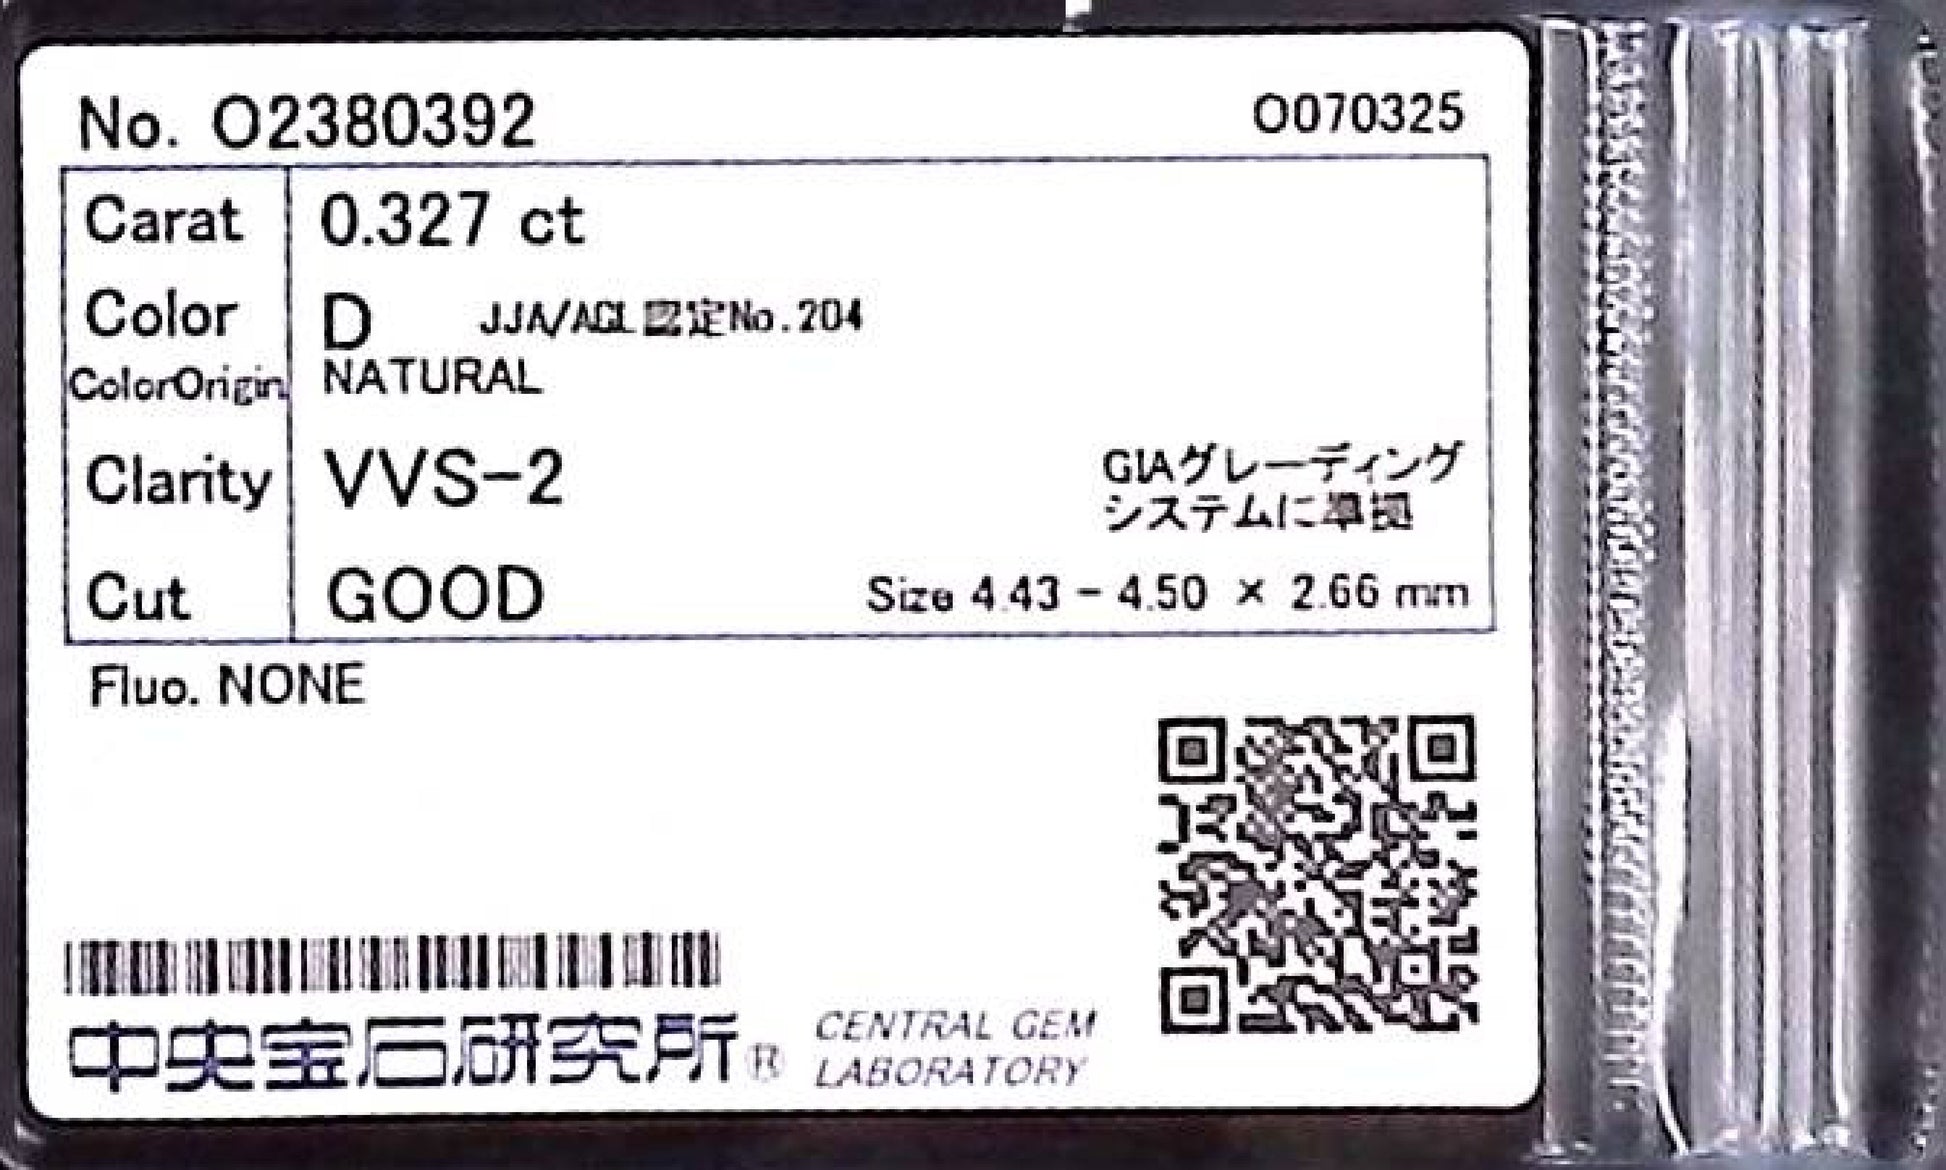 No. O2380392 O070325
Carat 0.327 ct
Color D JJA/AGL認定No.204
ColorOrigin NATURAL
Clarity VVS-2 GIAグレーディング
システムに準拠
Cut GOOD Size 4.43 - 4.50 × 2.66 mm
Fluo. NONE
中央宝石研究所® CENTRAL GEM
LABORATORY